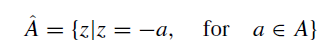 Â = {z|z = −a, for a ∈ A}